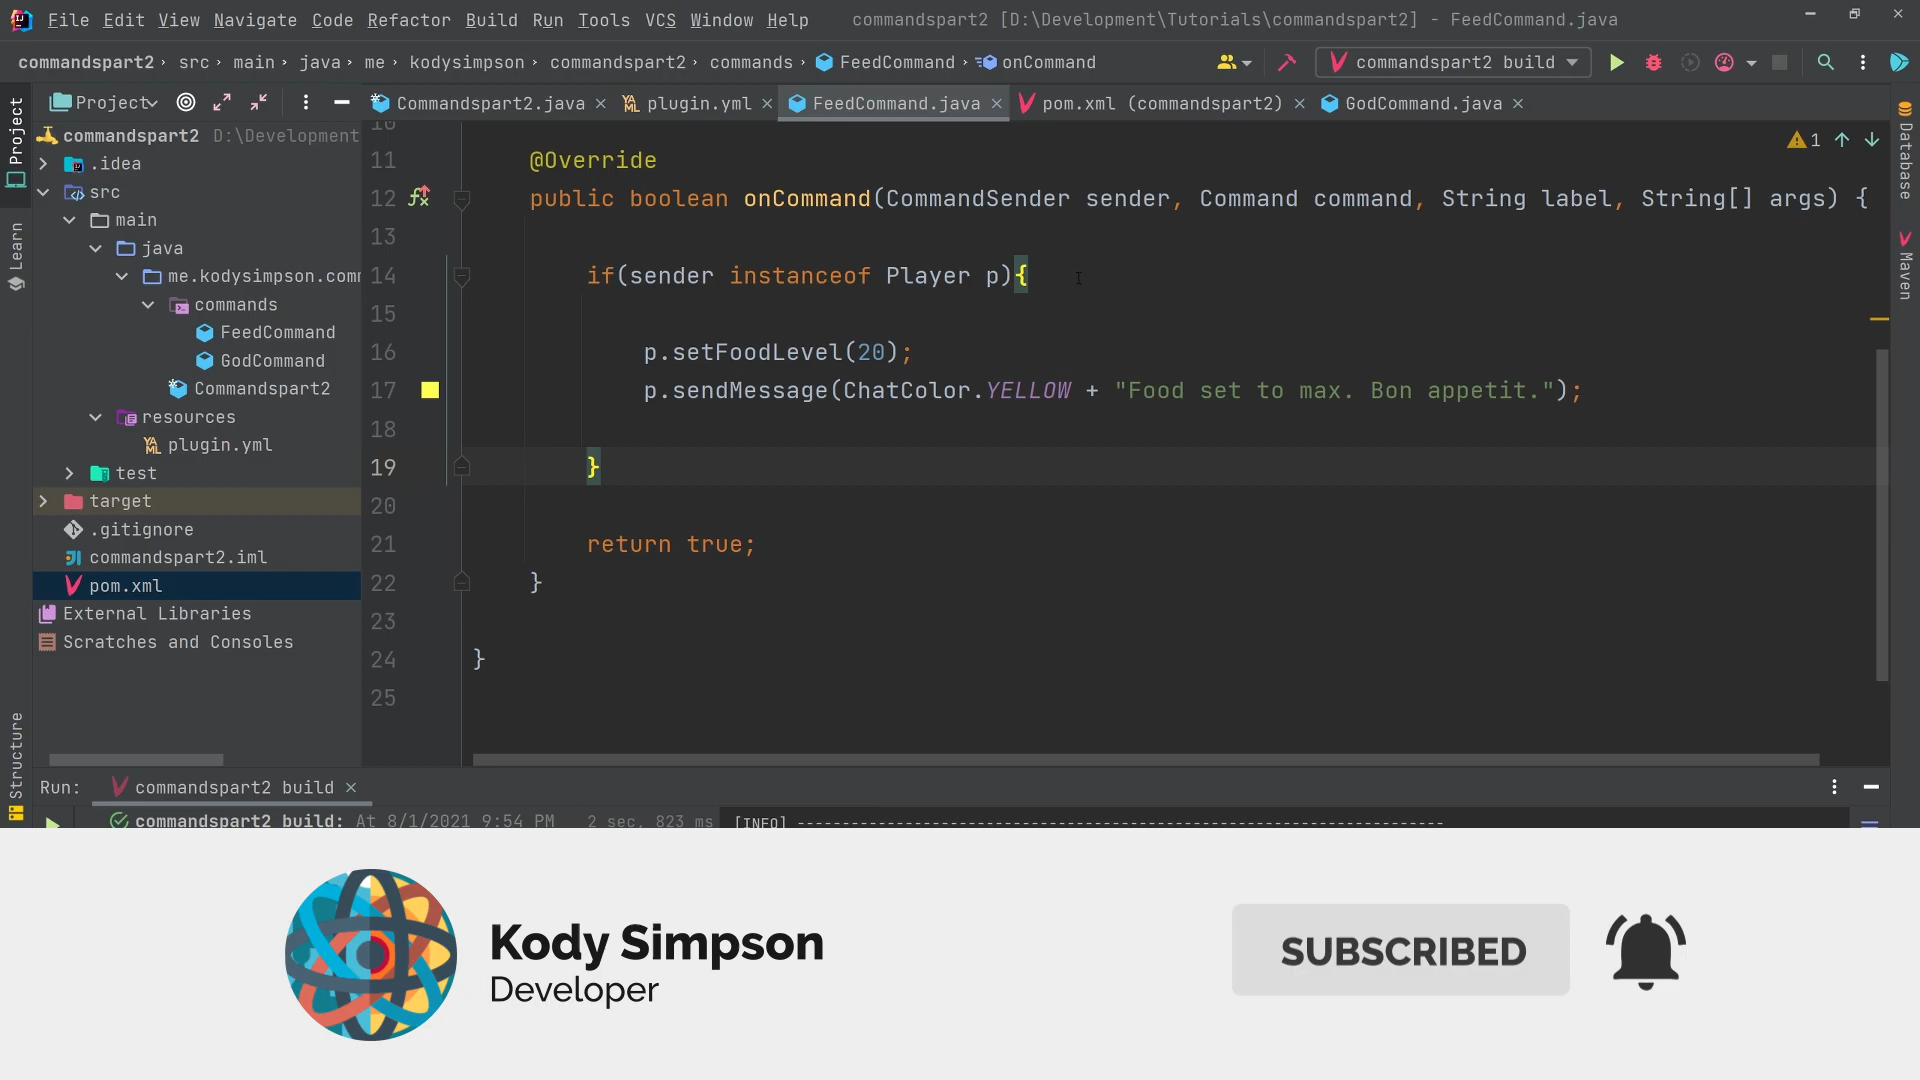 File Edit View Navigate Code Refactor Build Run Tools VCS Window Help commandspart2 [D:\Development\Tutorials\commandspart2] - FeedCommand.java
commandspart2 › src › main › java › me › kodysimpson › commandspart2 › commands › FeedCommand › onCommand commandspart2 build
Project Commandspart2.java plugin.yml FeedCommand.java pom.xml (commandspart2) GodCommand.java
Project
Learn
Structure
Database
Maven
commandspart2 D:\Development
.idea
src
main
java
me.kodysimpson.com
commands
FeedCommand
GodCommand
Commandspart2
resources
plugin.yml
test
target
.gitignore
commandspart2.iml
pom.xml
External Libraries
Scratches and Consoles
1
10
11 @Override
12 public boolean onCommand(CommandSender sender, Command command, String label, String[] args) {
13
14 if(sender instanceof Player p){
15
16 p.setFoodLevel(20);
17 p.sendMessage(ChatColor.YELLOW + "Food set to max. Bon appetit.");
18
19 }
20
21 return true;
22 }
23
24 }
25
Run: commandspart2 build
commandspart2 build: At 8/1/2021 9:54 PM 2 sec, 823 ms [INFO] ------------------------------------------------------------------------
Kody Simpson
Developer
SUBSCRIBED